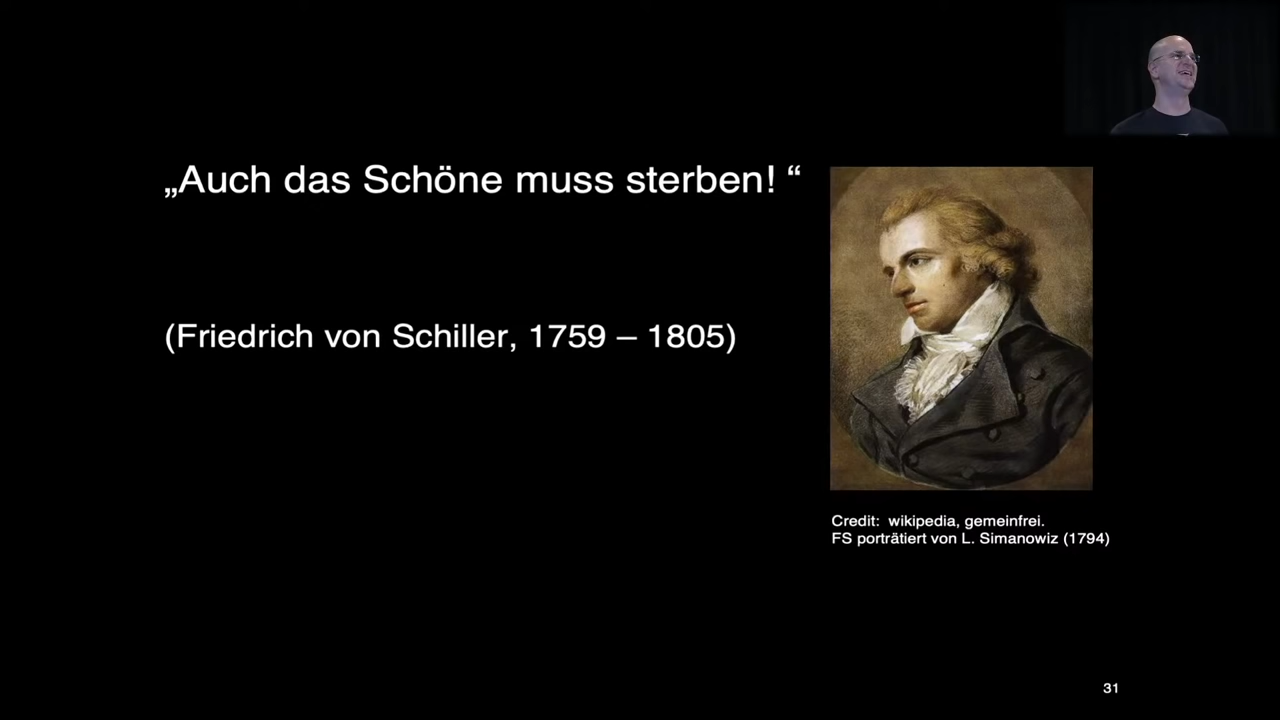 „Auch das Schöne muss sterben! “
(Friedrich von Schiller, 1759 – 1805)
Credit: wikipedia, gemeinfrei.
FS porträtiert von L. Simanowiz (1794)
31